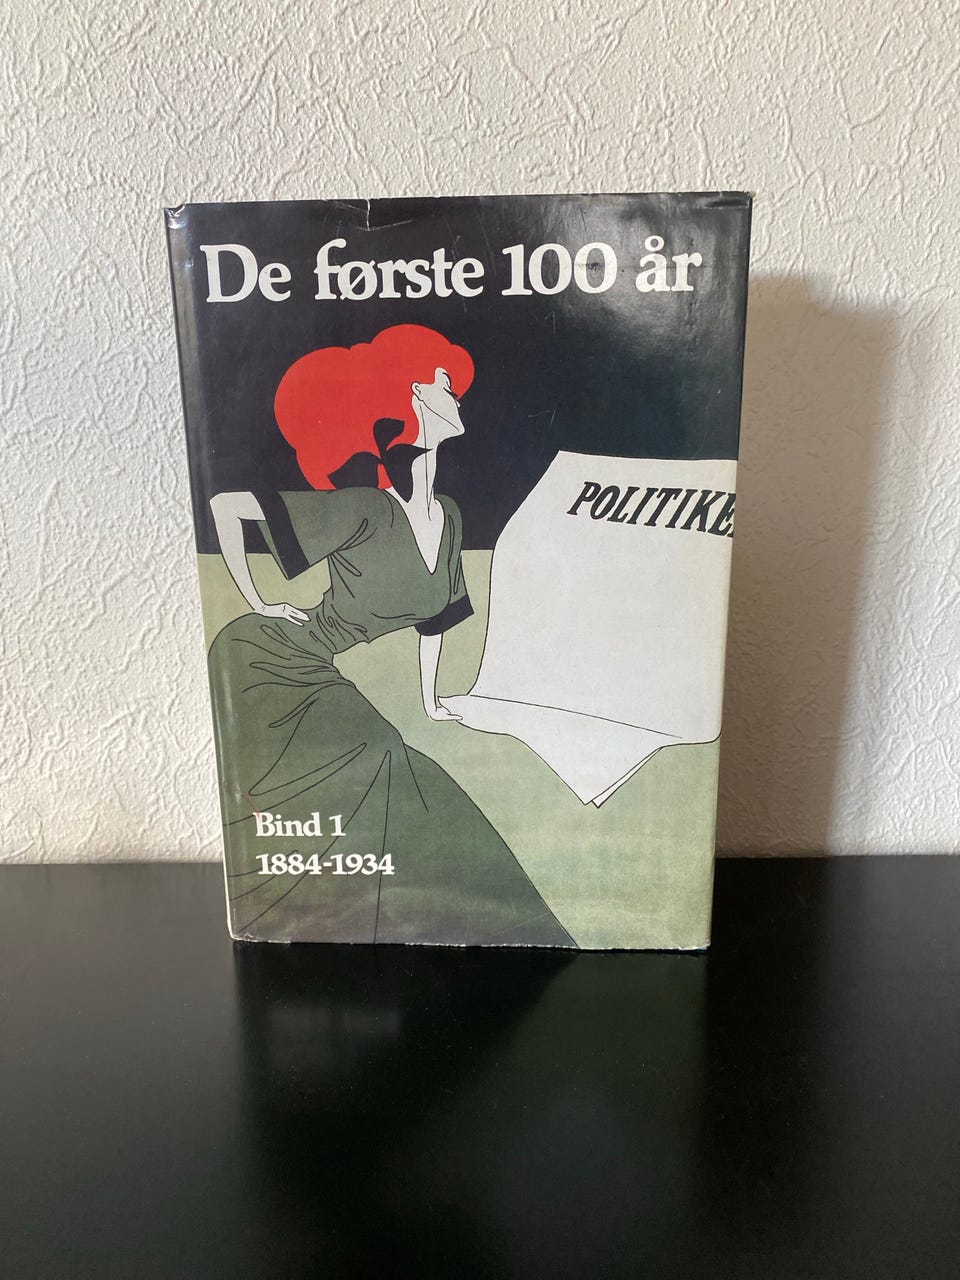 De første 100 år
POLITIKE
Bind 1
1884-1934